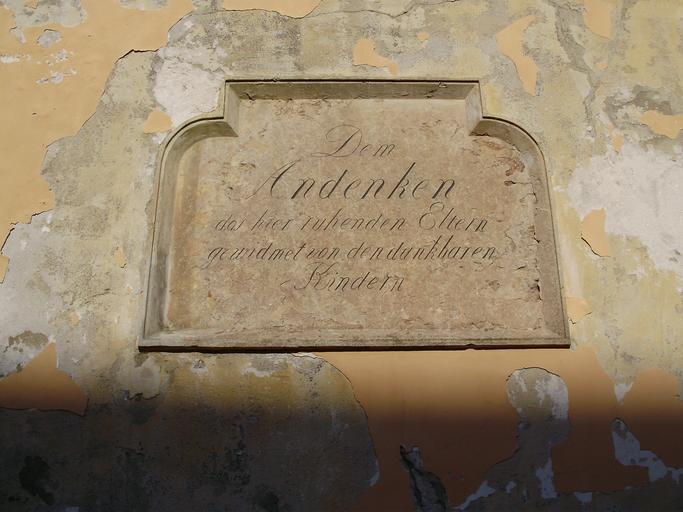 Dem
Andenken
der hier ruhenden Eltern
gewidmet von den dankbaren
Kindern